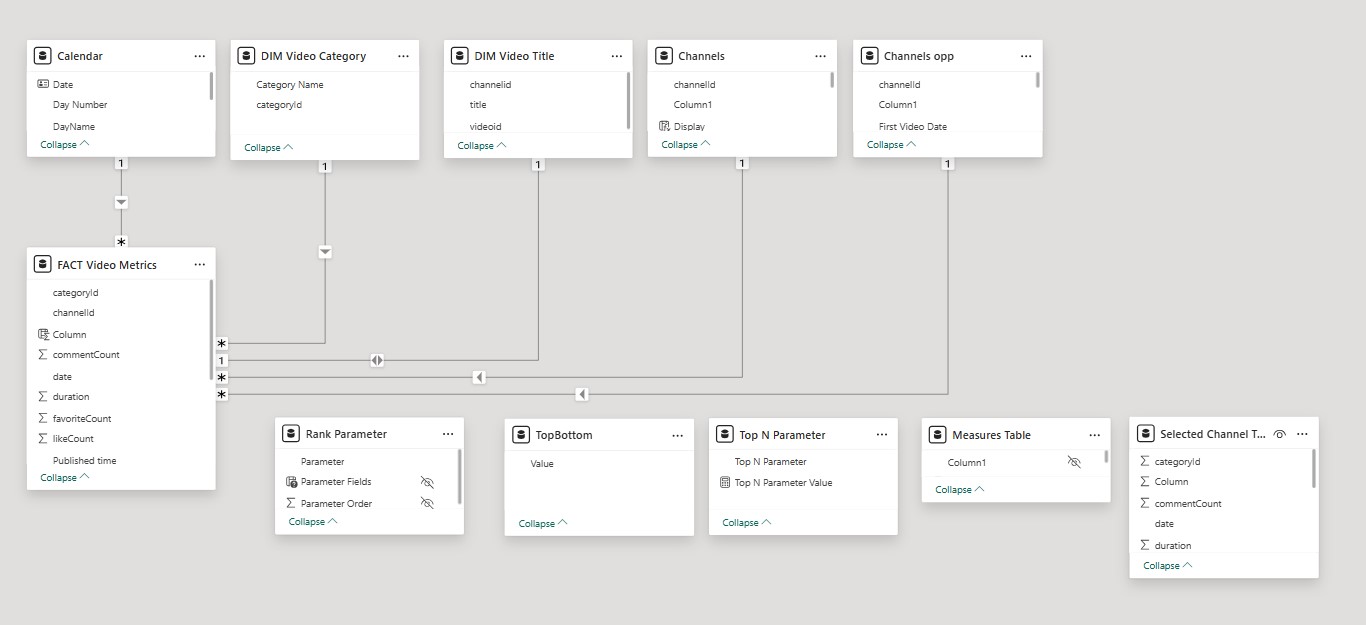 Calendar
Date
Day Number
DayName
Collapse
DIM Video Category
Category Name
categoryId
Collapse
DIM Video Title
channelid
title
videoid
Collapse
Channels
channelId
Column1
Display
Collapse
Channels opp
channelId
Column1
First Video Date
Collapse
1
1
1
1
1
*
FACT Video Metrics
categoryId
channelId
Column
commentCount
date
duration
favoriteCount
likeCount
Published time
Collapse
*
1
*
*
Rank Parameter
Parameter
Parameter Fields
Parameter Order
Collapse
TopBottom
Value
Collapse
Top N Parameter
Top N Parameter
Top N Parameter Value
Collapse
Measures Table
Column1
Collapse
Selected Channel T...
categoryId
Column
commentCount
date
duration
Collapse